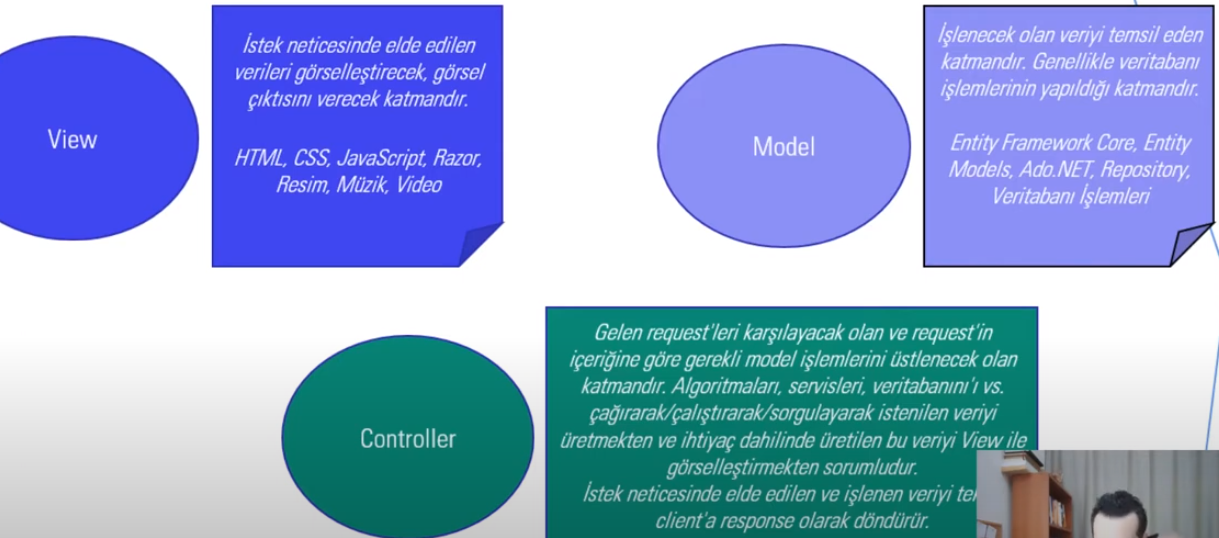 View
İstek neticesinde elde edilen
verileri görselleştirecek, görsel
çıktısını verecek katmandır.
HTML, CSS, JavaScript, Razor,
Resim, Müzik, Video
Model
İşlenecek olan veriyi temsil eden
katmandır. Genellikle veritabanı
işlemlerinin yapıldığı katmandır.
Entity Framework Core, Entity
Models, Ado.NET, Repository,
Veritabanı İşlemleri
Controller
Gelen request'leri karşılayacak olan ve request'in
içeriğine göre gerekli model işlemlerini üstlenecek olan
katmandır. Algoritmaları, servisleri, veritabanını'ı vs.
çağırarak/çalıştırarak/sorgulayarak istenilen veriyi
üretmekten ve ihtiyaç dahilinde üretilen bu veriyi View ile
görselleştirmekten sorumludur.
İstek neticesinde elde edilen ve işlenen veriyi
client'a response olarak döndürür.